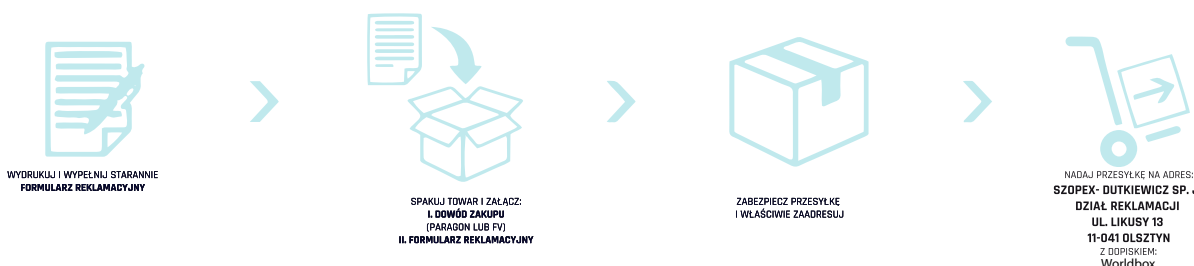 WYDRUKUJ I WYPEŁNIJ STARANNIE
FORMULARZ REKLAMACYJNY
SPAKUJ TOWAR I ZAŁĄCZ:
I. DOWÓD ZAKUPU
(PARAGON LUB FV)
II. FORMULARZ REKLAMACYJNY
ZABEZPIECZ PRZESYŁKĘ
I WŁAŚCIWIE ZAADRESUJ
NADAJ PRZESYŁKĘ NA ADRES:
SZOPEX- DUTKIEWICZ SP.
DZIAŁ REKLAMACJI
UL. LIKUSY 13
11-041 OLSZTYN
Z DOPISKIEM:
Worldbox